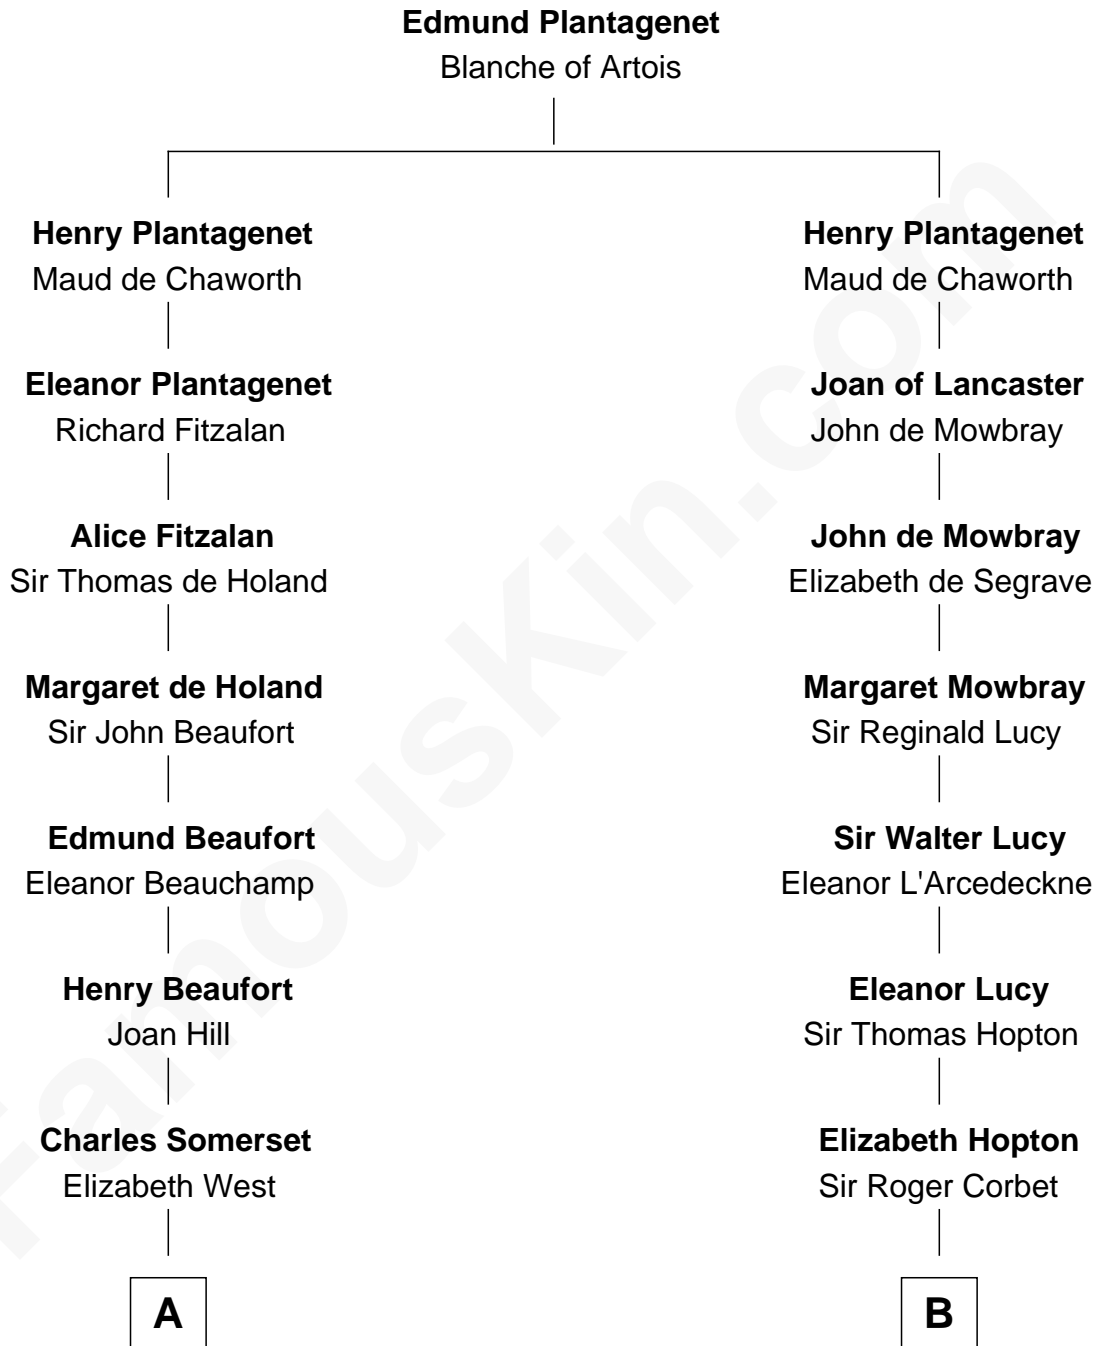 Edmund Plantagenet
Blanche of Artois
Henry Plantagenet
Maud de Chaworth
Eleanor Plantagenet
Richard Fitzalan
Alice Fitzalan
Sir Thomas de Holand
Margaret de Holand
Sir John Beaufort
Edmund Beaufort
Eleanor Beauchamp
Henry Beaufort
Joan Hill
Charles Somerset
Elizabeth West
A
Henry Plantagenet
Maud de Chaworth
Joan of Lancaster
John de Mowbray
John de Mowbray
Elizabeth de Segrave
Margaret Mowbray
Sir Reginald Lucy
Sir Walter Lucy
Eleanor L'Arcedeckne
Eleanor Lucy
Sir Thomas Hopton
Elizabeth Hopton
Sir Roger Corbet
B
FamousKin.com